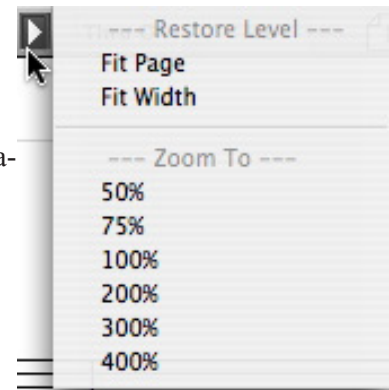 --- Restore Level ---
Fit Page
Fit Width
a-
--- Zoom To ---
50%
75%
100%
200%
300%
400%